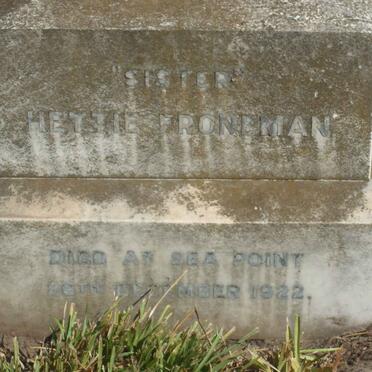 "SISTER"
HETTIE FRONEMAN
DIED AT SEA POINT
DECEMBER 1922.